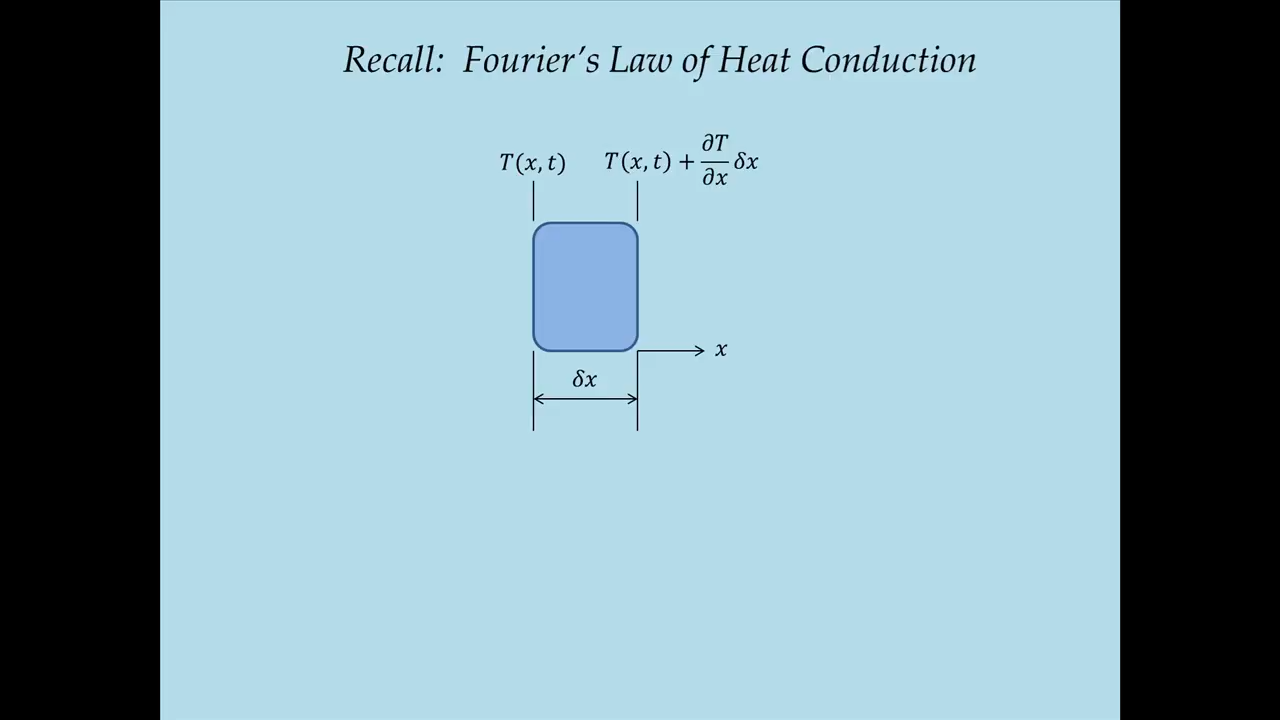 Recall: Fourier's Law of Heat Conduction
T(x, t) T(x, t) + ∂T/∂x δx
x
δx